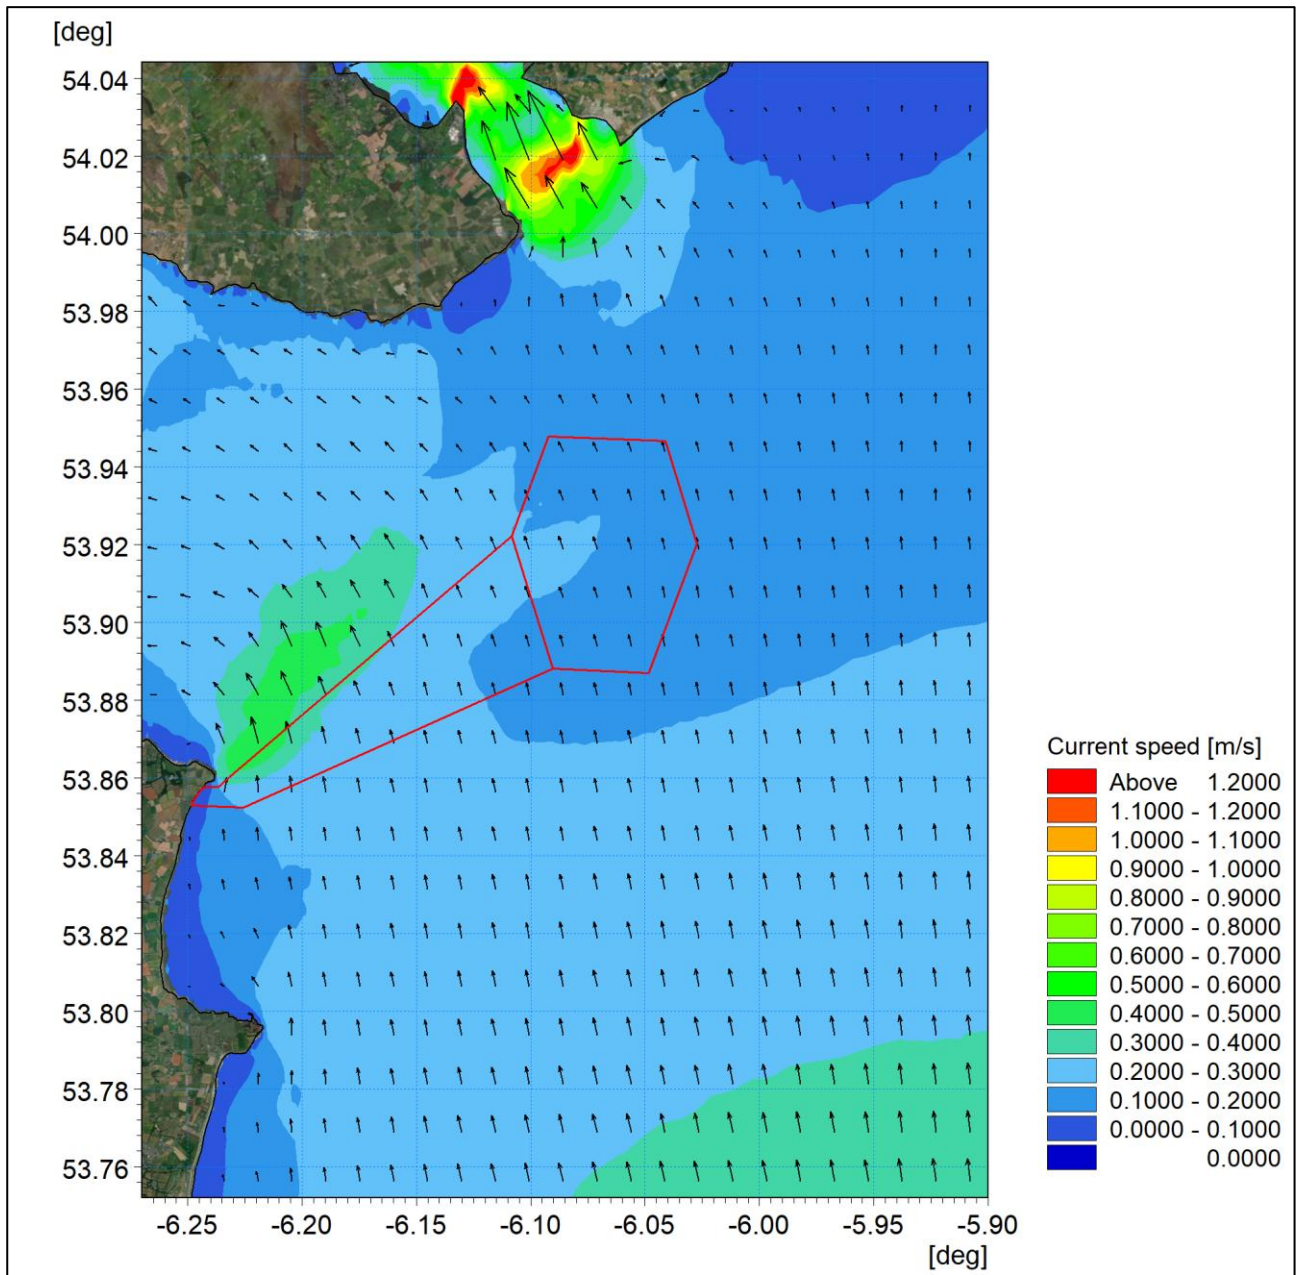 [deg]
54.04
54.02
54.00
53.98
53.96
53.94
53.92
53.90
53.88
53.86
53.84
53.82
53.80
53.78
53.76
-6.25 -6.20 -6.15 -6.10 -6.05 -6.00 -5.95 -5.90
[deg]
Current speed [m/s]
Above 1.2000
1.1000 - 1.2000
1.0000 - 1.1000
0.9000 - 1.0000
0.8000 - 0.9000
0.7000 - 0.8000
0.6000 - 0.7000
0.5000 - 0.6000
0.4000 - 0.5000
0.3000 - 0.4000
0.2000 - 0.3000
0.1000 - 0.2000
0.0000 - 0.1000
0.0000